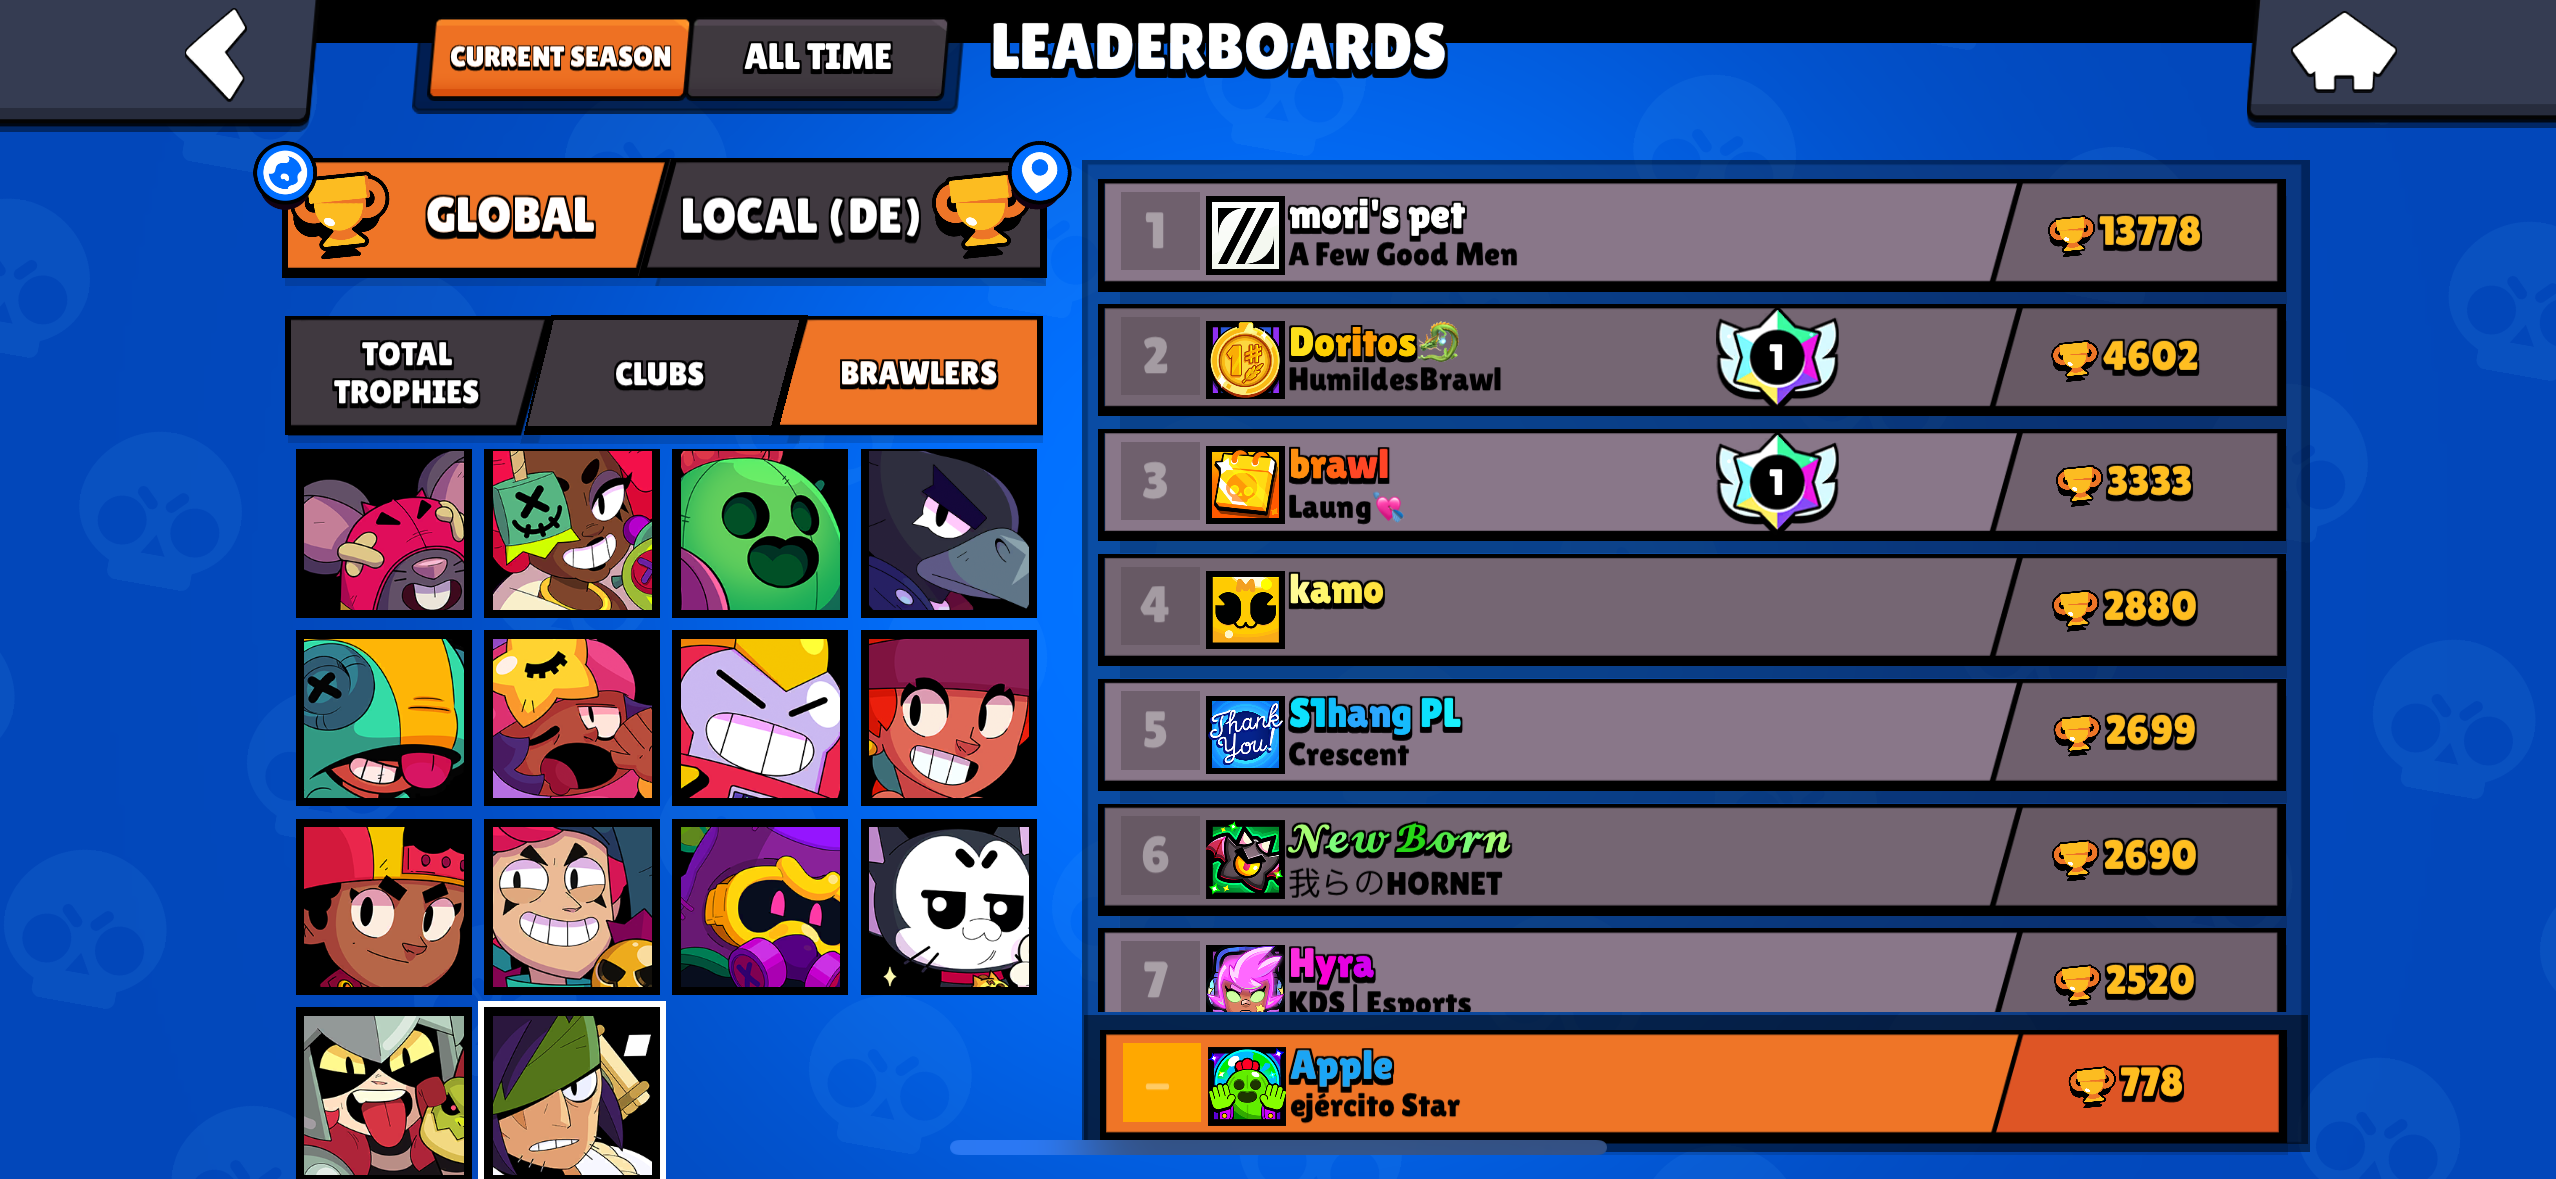 CURRENT SEASON
ALL TIME
LEADERBOARDS
GLOBAL
LOCAL (DE)
TOTAL
TROPHIES
CLUBS
BRAWLERS
1
mori's pet
A Few Good Men
13778
2
1#
Doritos🐉
HumildesBrawl
1
4602
3
brawl
Laung💘
1
3333
4
kamo
2880
5
Thank
You!
S1hang PL
Crescent
2699
6
𝓝𝓮𝔀 𝓑𝓸𝓻𝓷
我らのHORNET
2690
7
Hyra
KDS | Esports
2520
–
Apple
ejército Star
778